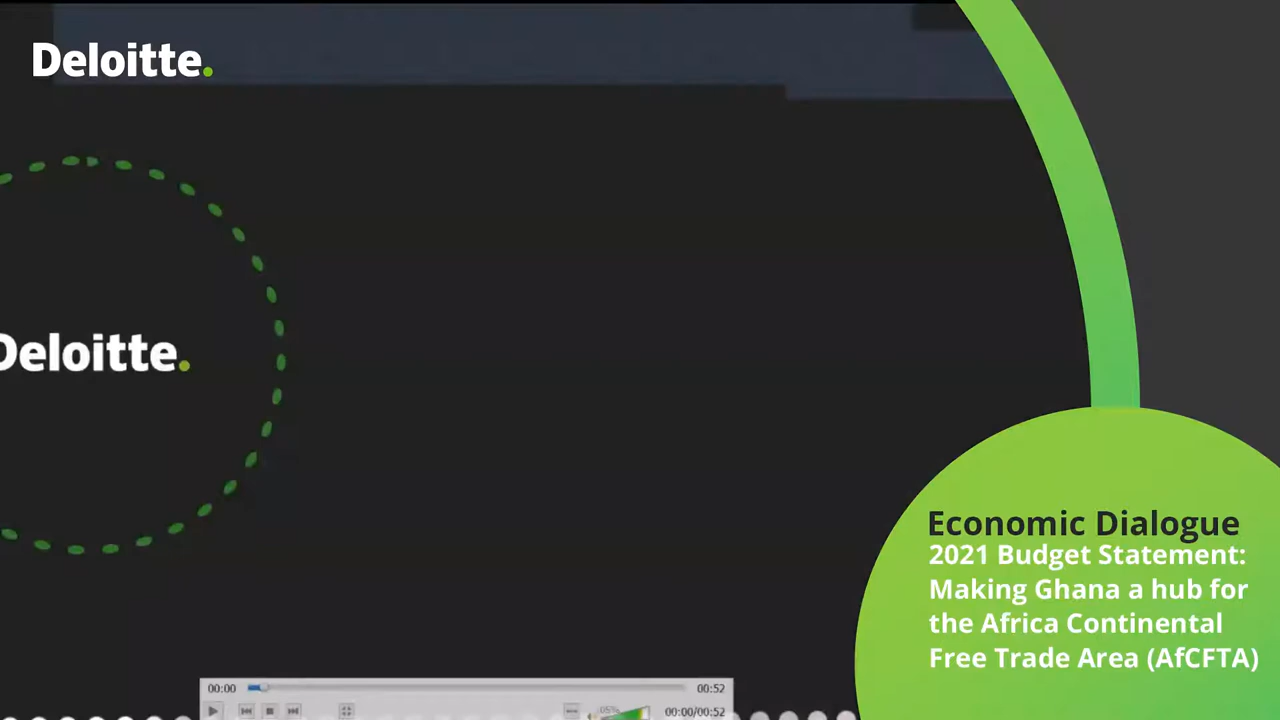 Deloitte.
Deloitte.
Economic Dialogue
2021 Budget Statement:
Making Ghana a hub for
the Africa Continental
Free Trade Area (AfCFTA)
00:00
00:52
00:00/00:52